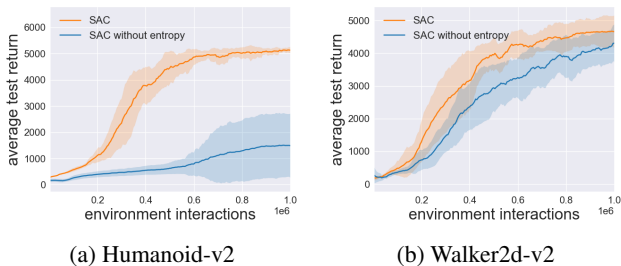 SAC
SAC without entropy
average test return
6000
5000
4000
3000
2000
1000
0
0.2 0.4 0.6 0.8 1.0
1e6
environment interactions
(a) Humanoid-v2
SAC
SAC without entropy
average test return
5000
4000
3000
2000
1000
0
0.2 0.4 0.6 0.8 1.0
1e6
environment interactions
(b) Walker2d-v2